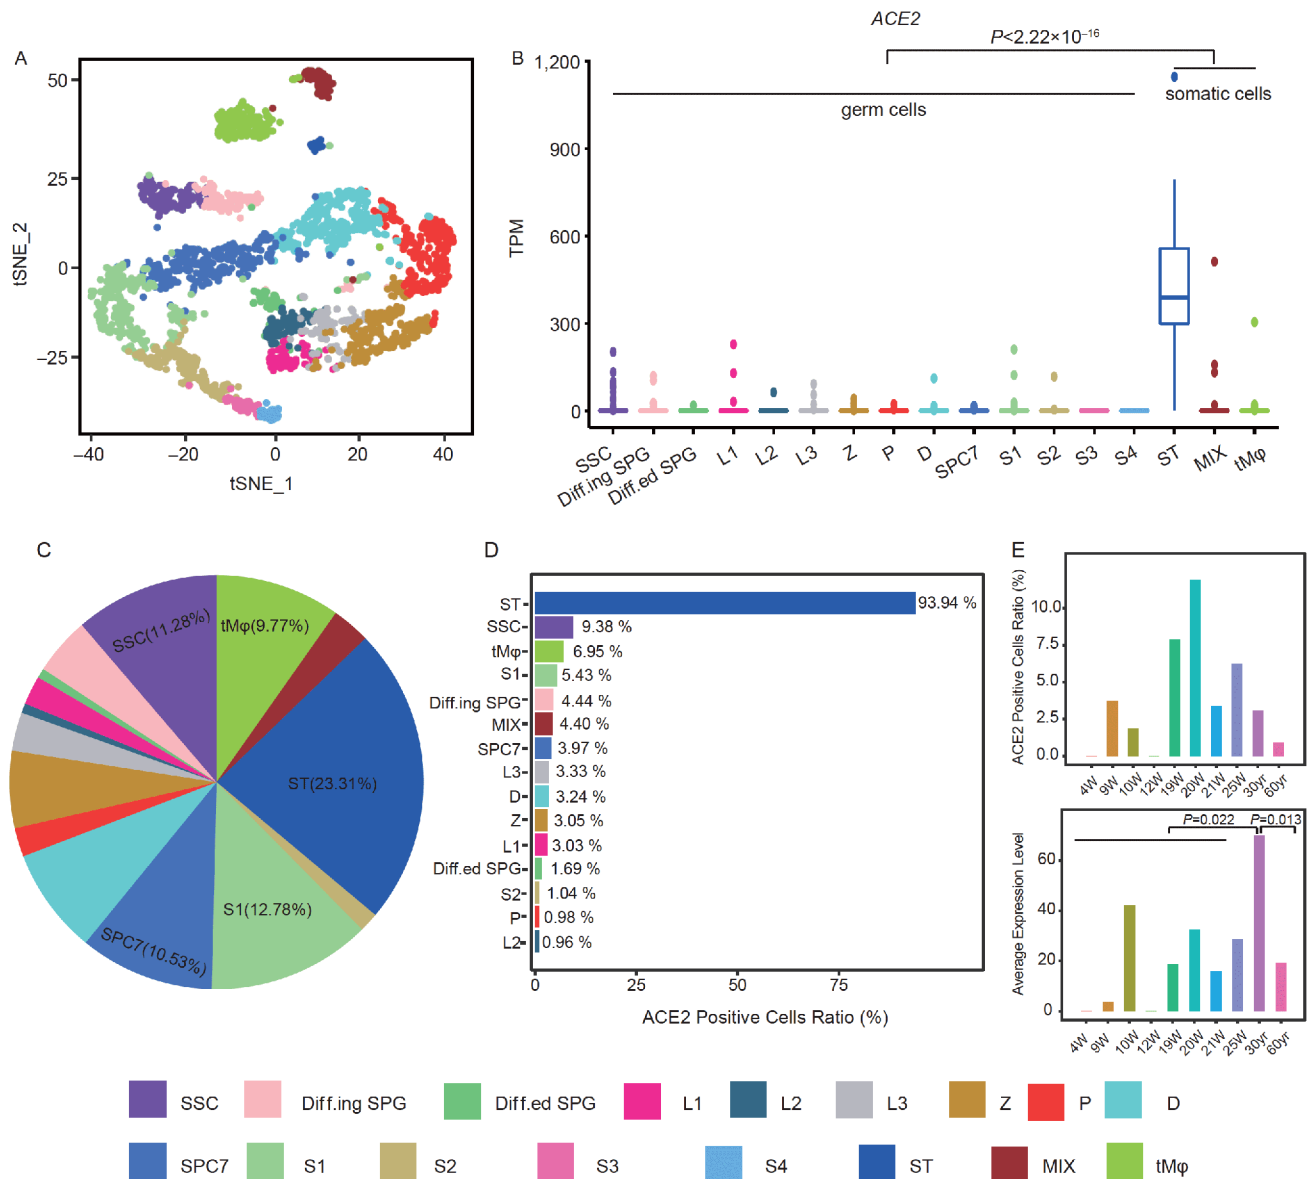 ACE2
A
50
25
0
−25
−40
−20
0
20
40
tSNE_2
tSNE_1
B
P<2.22×10⁻¹⁶
1,200
900
600
300
0
TPM
germ cells
somatic cells
SSC
Diff.ing SPG
Diff.ed SPG
L1
L2
L3
Z
P
D
SPC7
S1
S2
S3
S4
ST
MIX
tMφ
C
SSC(11.28%)
tMφ(9.77%)
ST(23.31%)
S1(12.78%)
SPC7(10.53%)
D
ST 93.94 %
SSC 9.38 %
tMφ 6.95 %
S1 5.43 %
Diff.ing SPG 4.44 %
MIX 4.40 %
SPC7 3.97 %
L3 3.33 %
D 3.24 %
Z 3.05 %
L1 3.03 %
Diff.ed SPG 1.69 %
S2 1.04 %
P 0.98 %
L2 0.96 %
0
25
50
75
ACE2 Positive Cells Ratio (%)
E
ACE2 Positive Cells Ratio (%)
10.0
7.5
5.0
2.5
0.0
4W
9W
10W
12W
19W
20W
21W
25W
30yr
60yr
Average Expression Level
P=0.022
P=0.013
60
40
20
0
4W
9W
10W
12W
19W
20W
21W
25W
30yr
60yr
SSC Diff.ing SPG Diff.ed SPG L1 L2 L3 Z P D
SPC7 S1 S2 S3 S4 ST MIX tMφ